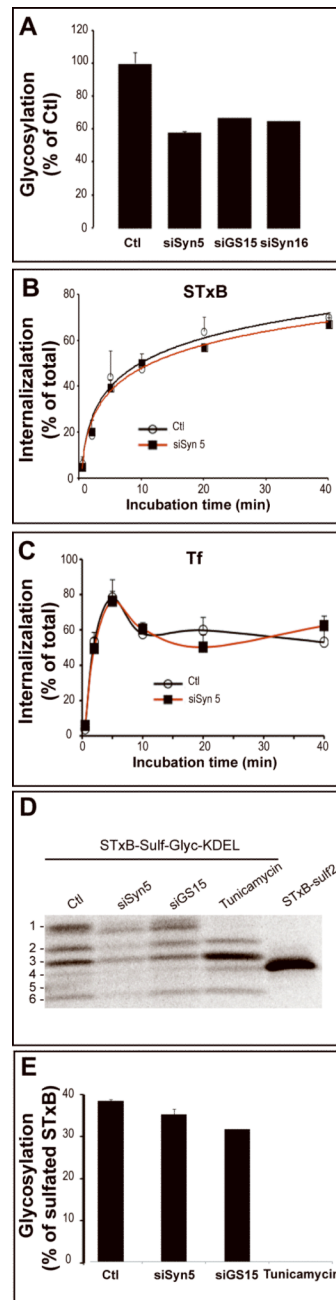 A
Glycosylation
(% of Ctl)
120
100
80
60
40
20
0
Ctl siSyn5 siGS15 siSyn16
B
STxB
Internalizalation
(% of total)
80
60
40
20
0
Ctl
siSyn 5
0 10 20 30 40
Incubation time (min)
C
Tf
Internalization
(% of total)
100
80
60
40
20
0
Ctl
siSyn 5
0 10 20 30 40
Incubation time (min)
D
STxB-Sulf-Glyc-KDEL
Ctl siSyn5 siGS15 Tunicamycin STxB-sulf2
1
2
3
4
5
6
E
Glycosylation
(% of sulfated STxB)
40
30
20
10
0
Ctl siSyn5 siGS15 Tunicamycin